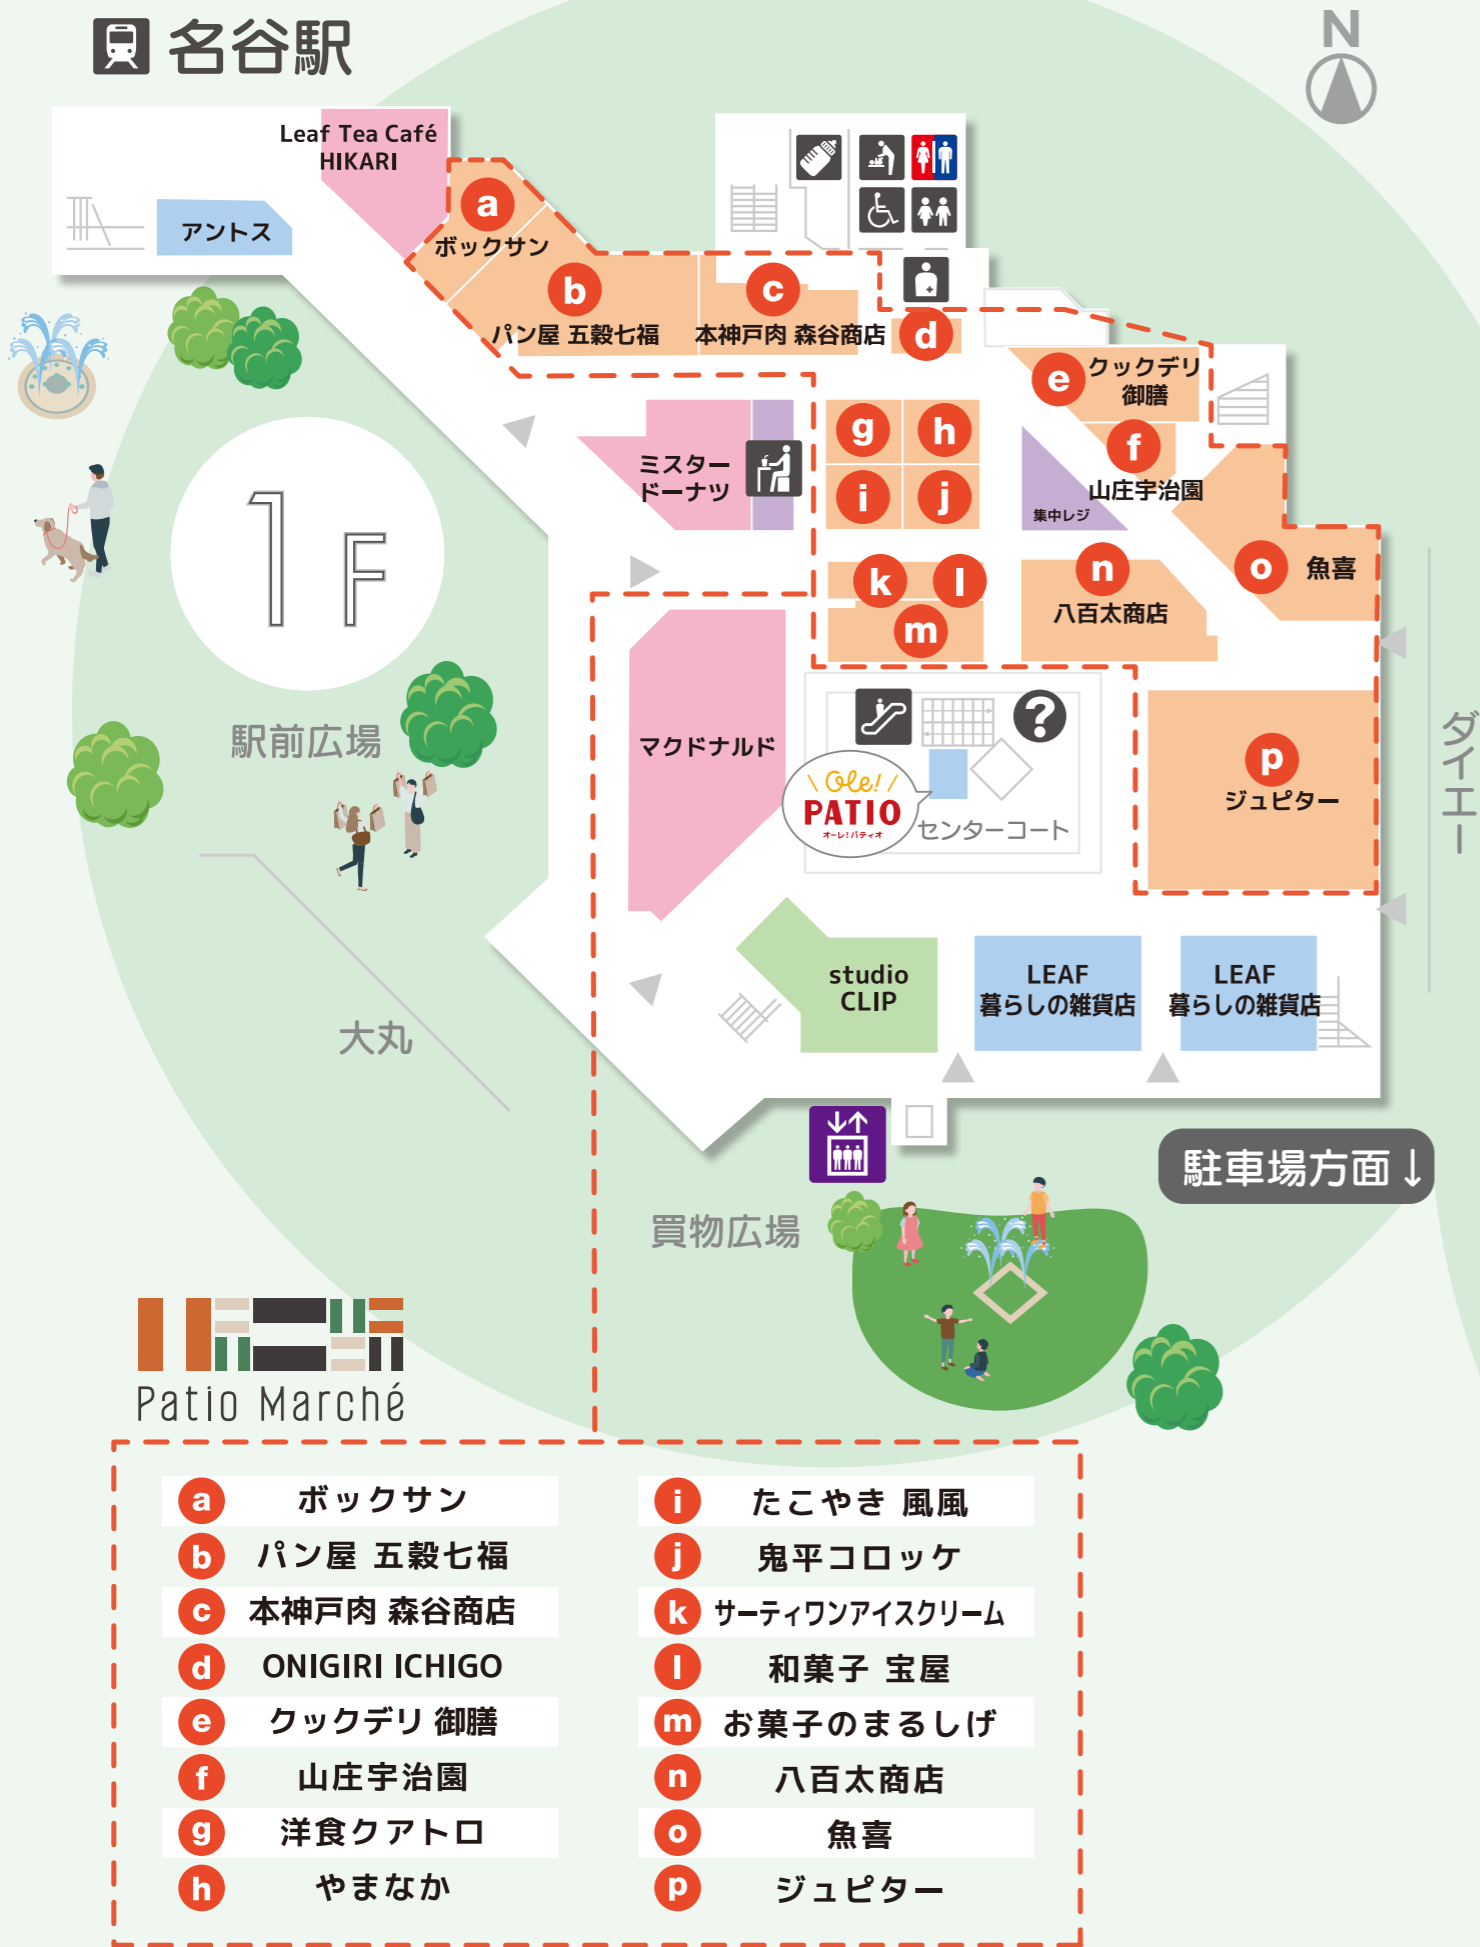 名谷駅
N
Leaf Tea Café
HIKARI
アントス
a
ボックサン
b
パン屋 五穀七福
c
本神戸肉 森谷商店
d
e
クックデリ
御膳
f
山庄宇治園
g
h
i
j
ミスター
ドーナツ
集中レジ
1F
k
l
m
n
八百太商店
o
魚喜
マクドナルド
駅前広場
?
Ole!
PATIO
オーレ!パティオ
センターコート
p
ジュピター
ダイエー
studio
CLIP
LEAF
暮らしの雑貨店
LEAF
暮らしの雑貨店
大丸
駐車場方面↓
買物広場
Patio Marché
a ボックサン
b パン屋 五穀七福
c 本神戸肉 森谷商店
d ONIGIRI ICHIGO
e クックデリ 御膳
f 山庄宇治園
g 洋食クアトロ
h やまなか
i たこやき 風風
j 鬼平コロッケ
k サーティワンアイスクリーム
l 和菓子 宝屋
m お菓子のまるしげ
n 八百太商店
o 魚喜
p ジュピター